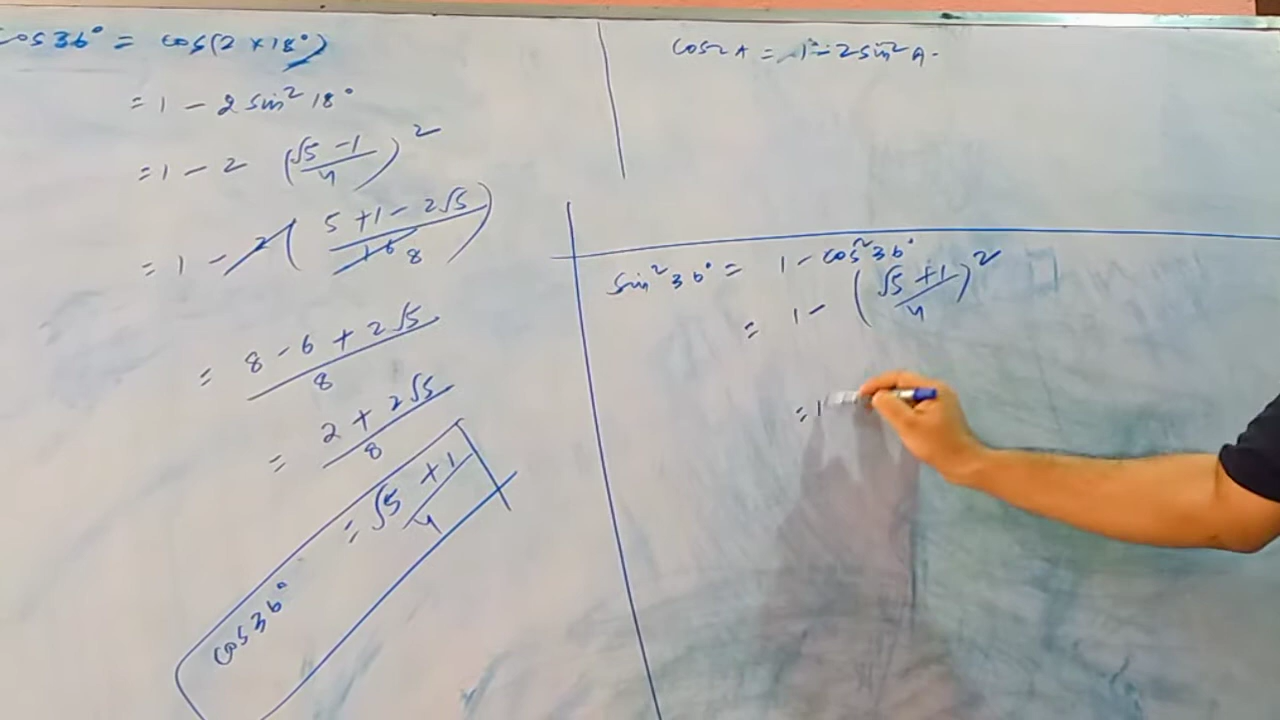 cos 36° = cos(2 × 18°)
= 1 - 2 sin² 18°
= 1 - 2 (√5 - 1 / 4)²
= 1 - 2 (5 + 1 - 2√5 / 16 8)
= 8 - 6 + 2√5 / 8
= 2 + 2√5 / 8
cos 36° = √5 + 1 / 4
cos 2A = 1 - 2 sin² A.
sin² 36° = 1 - cos² 36°
= 1 - (√5 + 1 / 4)²
= 1